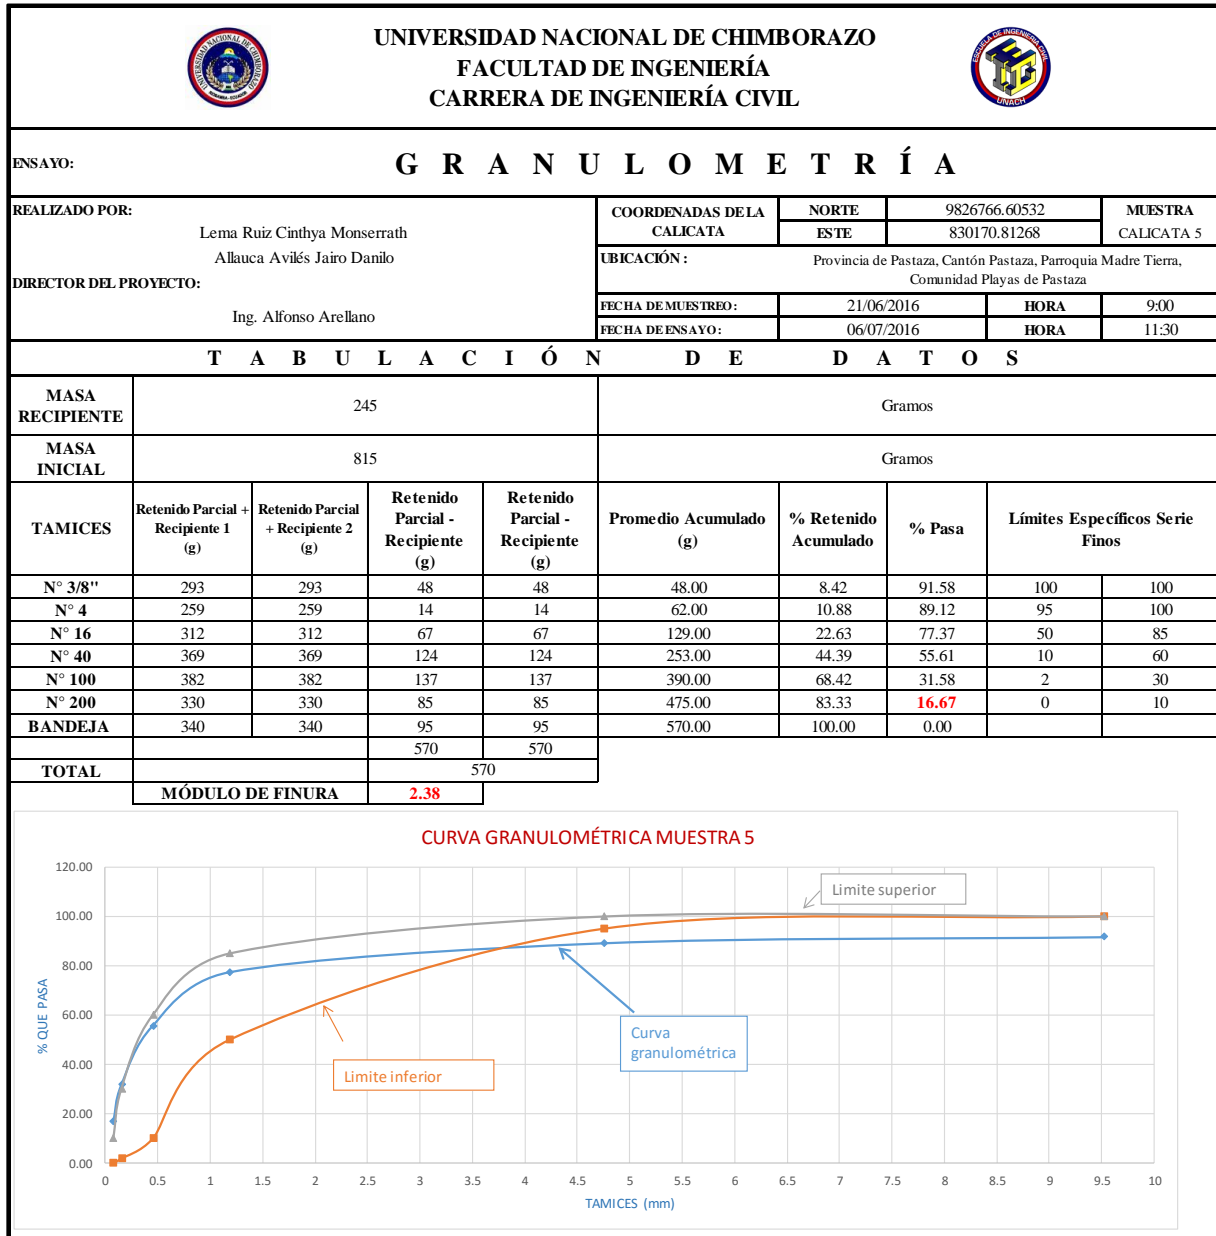 UNIVERSIDAD NACIONAL DE CHIMBORAZO
FACULTAD DE INGENIERÍA
CARRERA DE INGENIERÍA CIVIL
UNIVERSIDAD NACIONAL DE CHIMBORAZO
RIOBAMBA - ECUADOR
ESCUELA DE INGENIERIA CIVIL
UNACH
ENSAYO:
G R A N U L O M E T R Í A
REALIZADO POR:
Lema Ruiz Cinthya Monserrath
Allauca Avilés Jairo Danilo
DIRECTOR DEL PROYECTO:
Ing. Alfonso Arellano
COORDENADAS DE LA CALICATA
NORTE 9826766.60532 MUESTRA
ESTE 830170.81268 CALICATA 5
UBICACIÓN : Provincia de Pastaza, Cantón Pastaza, Parroquia Madre Tierra,
Comunidad Playas de Pastaza
FECHA DE MUESTREO: 21/06/2016 HORA 9:00
FECHA DE ENSAYO: 06/07/2016 HORA 11:30
T A B U L A C I Ó N D E D A T O S
MASA RECIPIENTE 245 Gramos
MASA INICIAL 815 Gramos
TAMICES Retenido Parcial + Recipiente 1 (g) Retenido Parcial + Recipiente 2 (g) Retenido Parcial - Recipiente (g) Retenido Parcial - Recipiente (g) Promedio Acumulado (g) % Retenido Acumulado % Pasa Límites Específicos Serie Finos
N° 3/8" 293 293 48 48 48.00 8.42 91.58 100 100
N° 4 259 259 14 14 62.00 10.88 89.12 95 100
N° 16 312 312 67 67 129.00 22.63 77.37 50 85
N° 40 369 369 124 124 253.00 44.39 55.61 10 60
N° 100 382 382 137 137 390.00 68.42 31.58 2 30
N° 200 330 330 85 85 475.00 83.33 16.67 0 10
BANDEJA 340 340 95 95 570.00 100.00 0.00
570 570
TOTAL 570
MÓDULO DE FINURA 2.38
CURVA GRANULOMÉTRICA MUESTRA 5
% QUE PASA
120.00
100.00
80.00
60.00
40.00
20.00
0.00
Limite superior
Curva
granulométrica
Limite inferior
0 0.5 1 1.5 2 2.5 3 3.5 4 4.5 5 5.5 6 6.5 7 7.5 8 8.5 9 9.5 10
TAMICES (mm)